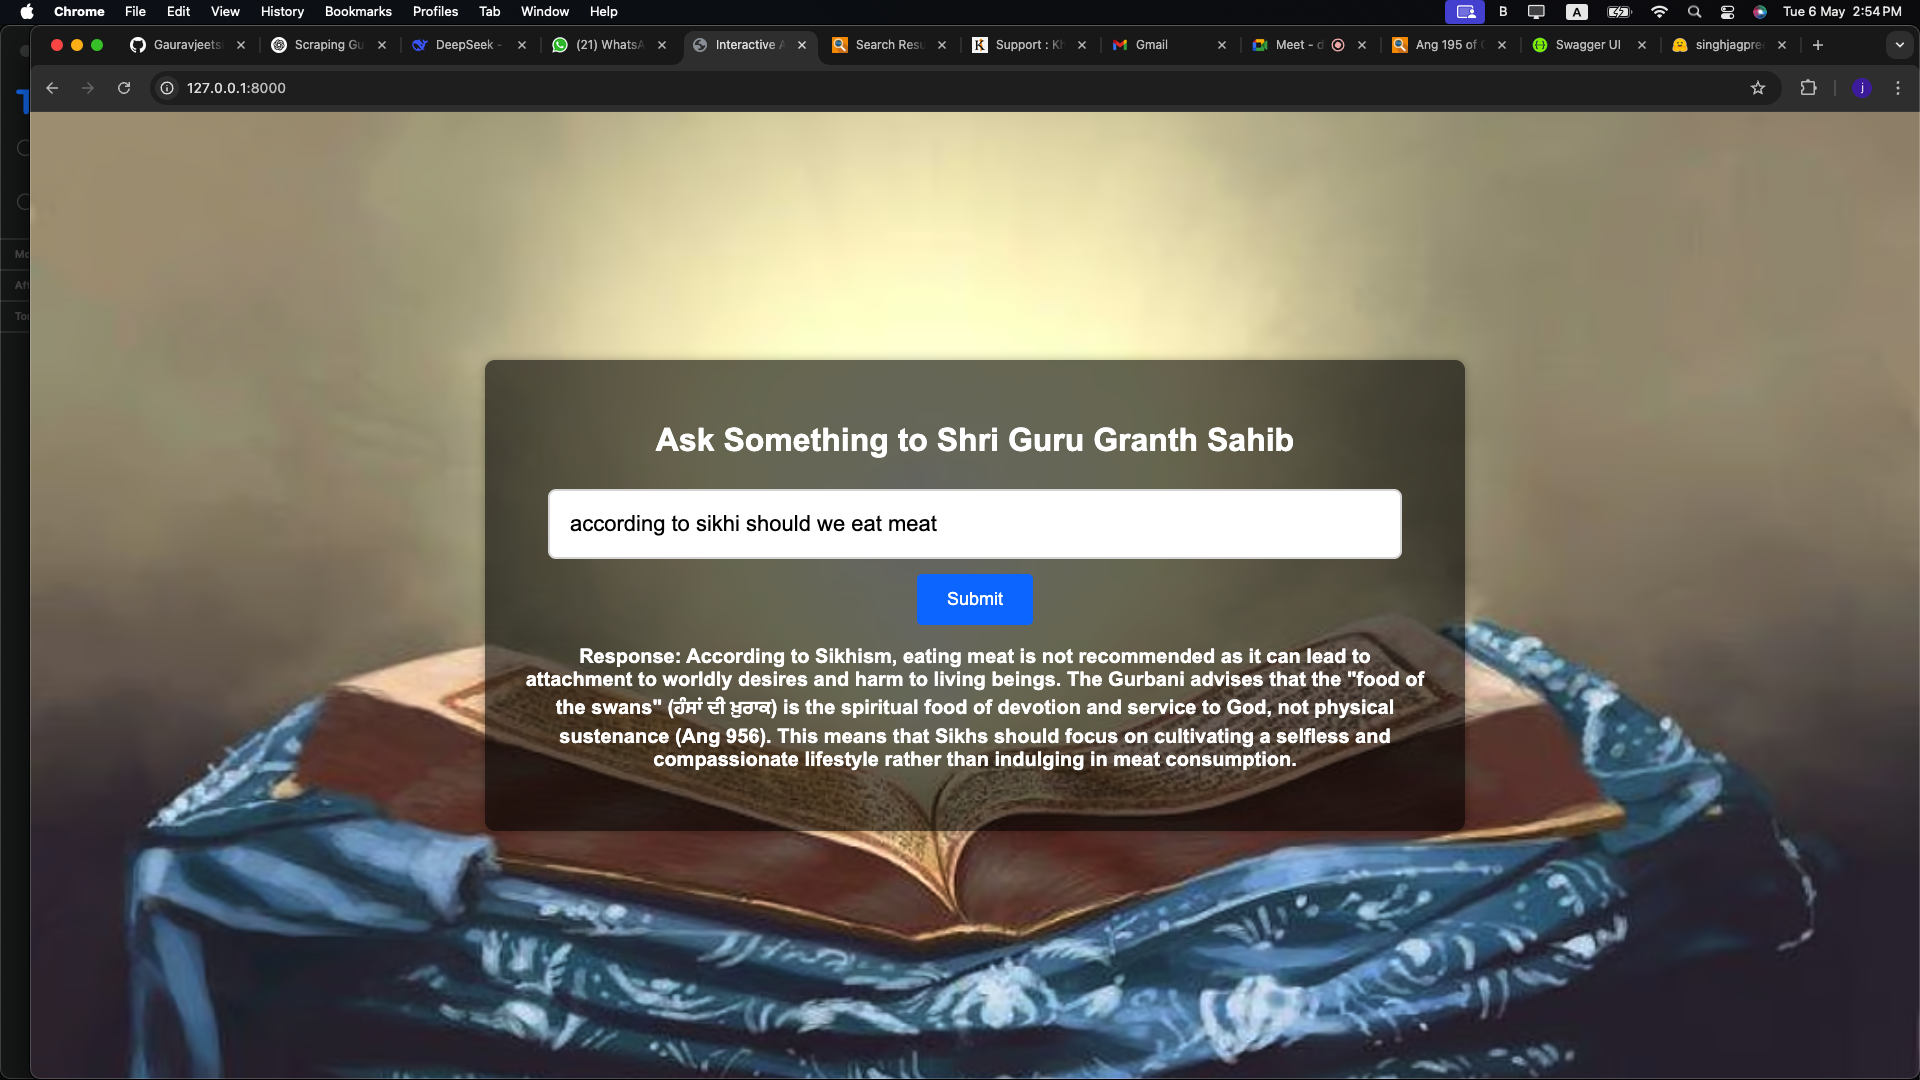 Chrome File Edit View History Bookmarks Profiles Tab Window Help B A Tue 6 May 2:54 PM
Gauravjeets Scraping Gu DeepSeek - (21) WhatsA Interactive A Search Resu Support : Kh Gmail Meet - d Ang 195 of Swagger UI singhjagpre
127.0.0.1:8000 j
Ask Something to Shri Guru Granth Sahib
according to sikhi should we eat meat
Submit
Response: According to Sikhism, eating meat is not recommended as it can lead to
attachment to worldly desires and harm to living beings. The Gurbani advises that the "food of
the swans" (ਹੰਸਾਂ ਦੀ ਖ਼ੁਰਾਕ) is the spiritual food of devotion and service to God, not physical
sustenance (Ang 956). This means that Sikhs should focus on cultivating a selfless and
compassionate lifestyle rather than indulging in meat consumption.